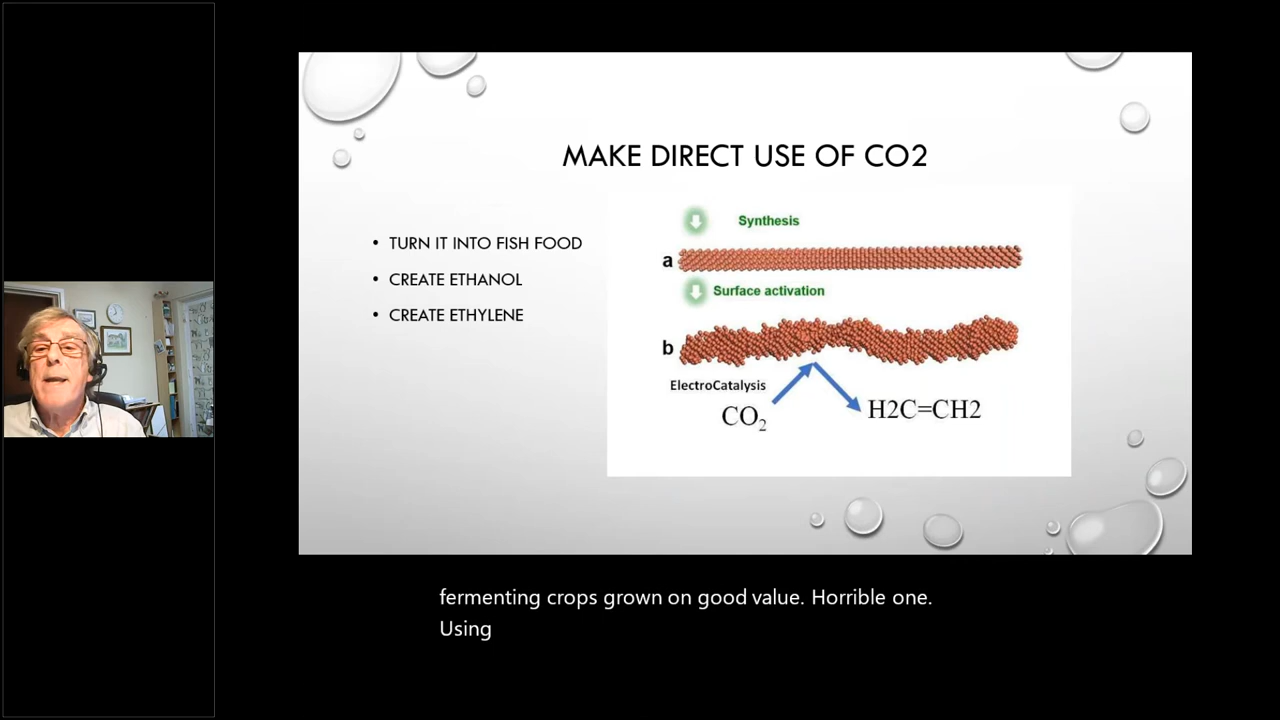 MAKE DIRECT USE OF CO2
• TURN IT INTO FISH FOOD
• CREATE ETHANOL
• CREATE ETHYLENE
Synthesis
a
Surface activation
b
ElectroCatalysis
CO₂
H2C=CH2
fermenting crops grown on good value. Horrible one.
Using